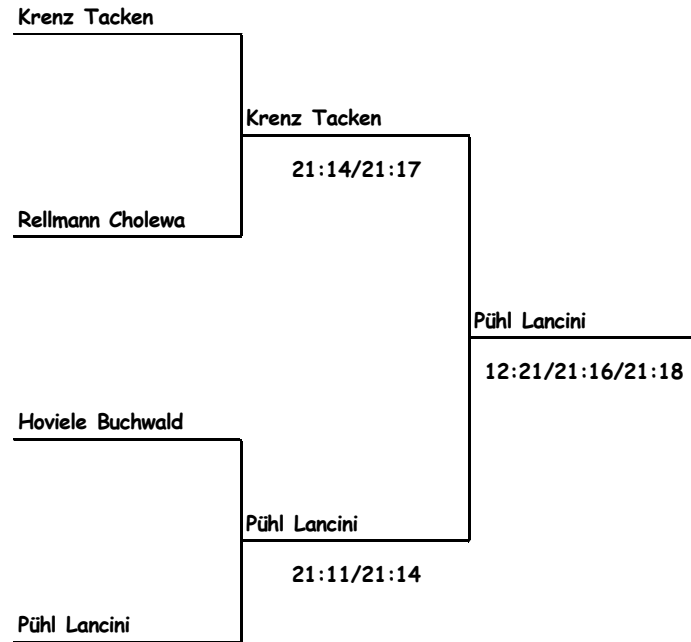 Krenz Tacken
Krenz Tacken
21:14/21:17
Rellmann Cholewa
Pühl Lancini
12:21/21:16/21:18
Hoviele Buchwald
Pühl Lancini
21:11/21:14
Pühl Lancini